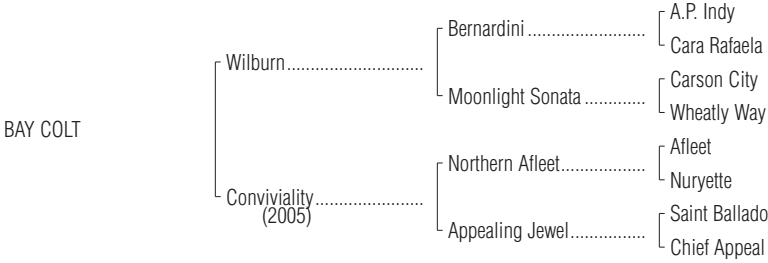 A.P. Indy
Bernardini
Cara Rafaela
Wilburn
Carson City
Moonlight Sonata
Wheatly Way
BAY COLT
Afleet
Northern Afleet
Nuryette
Conviviality
(2005)
Saint Ballado
Appealing Jewel
Chief Appeal